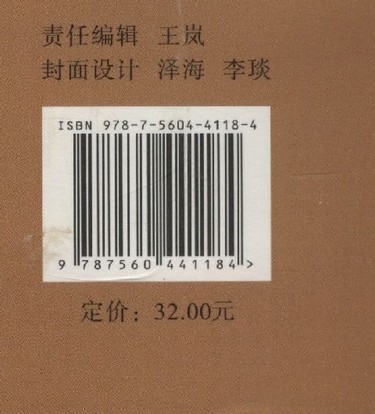 责任编辑 王岚
封面设计 泽海 李琰
ISBN 978-7-5604-4118-4
9 787560 441184 >
定价：32.00元